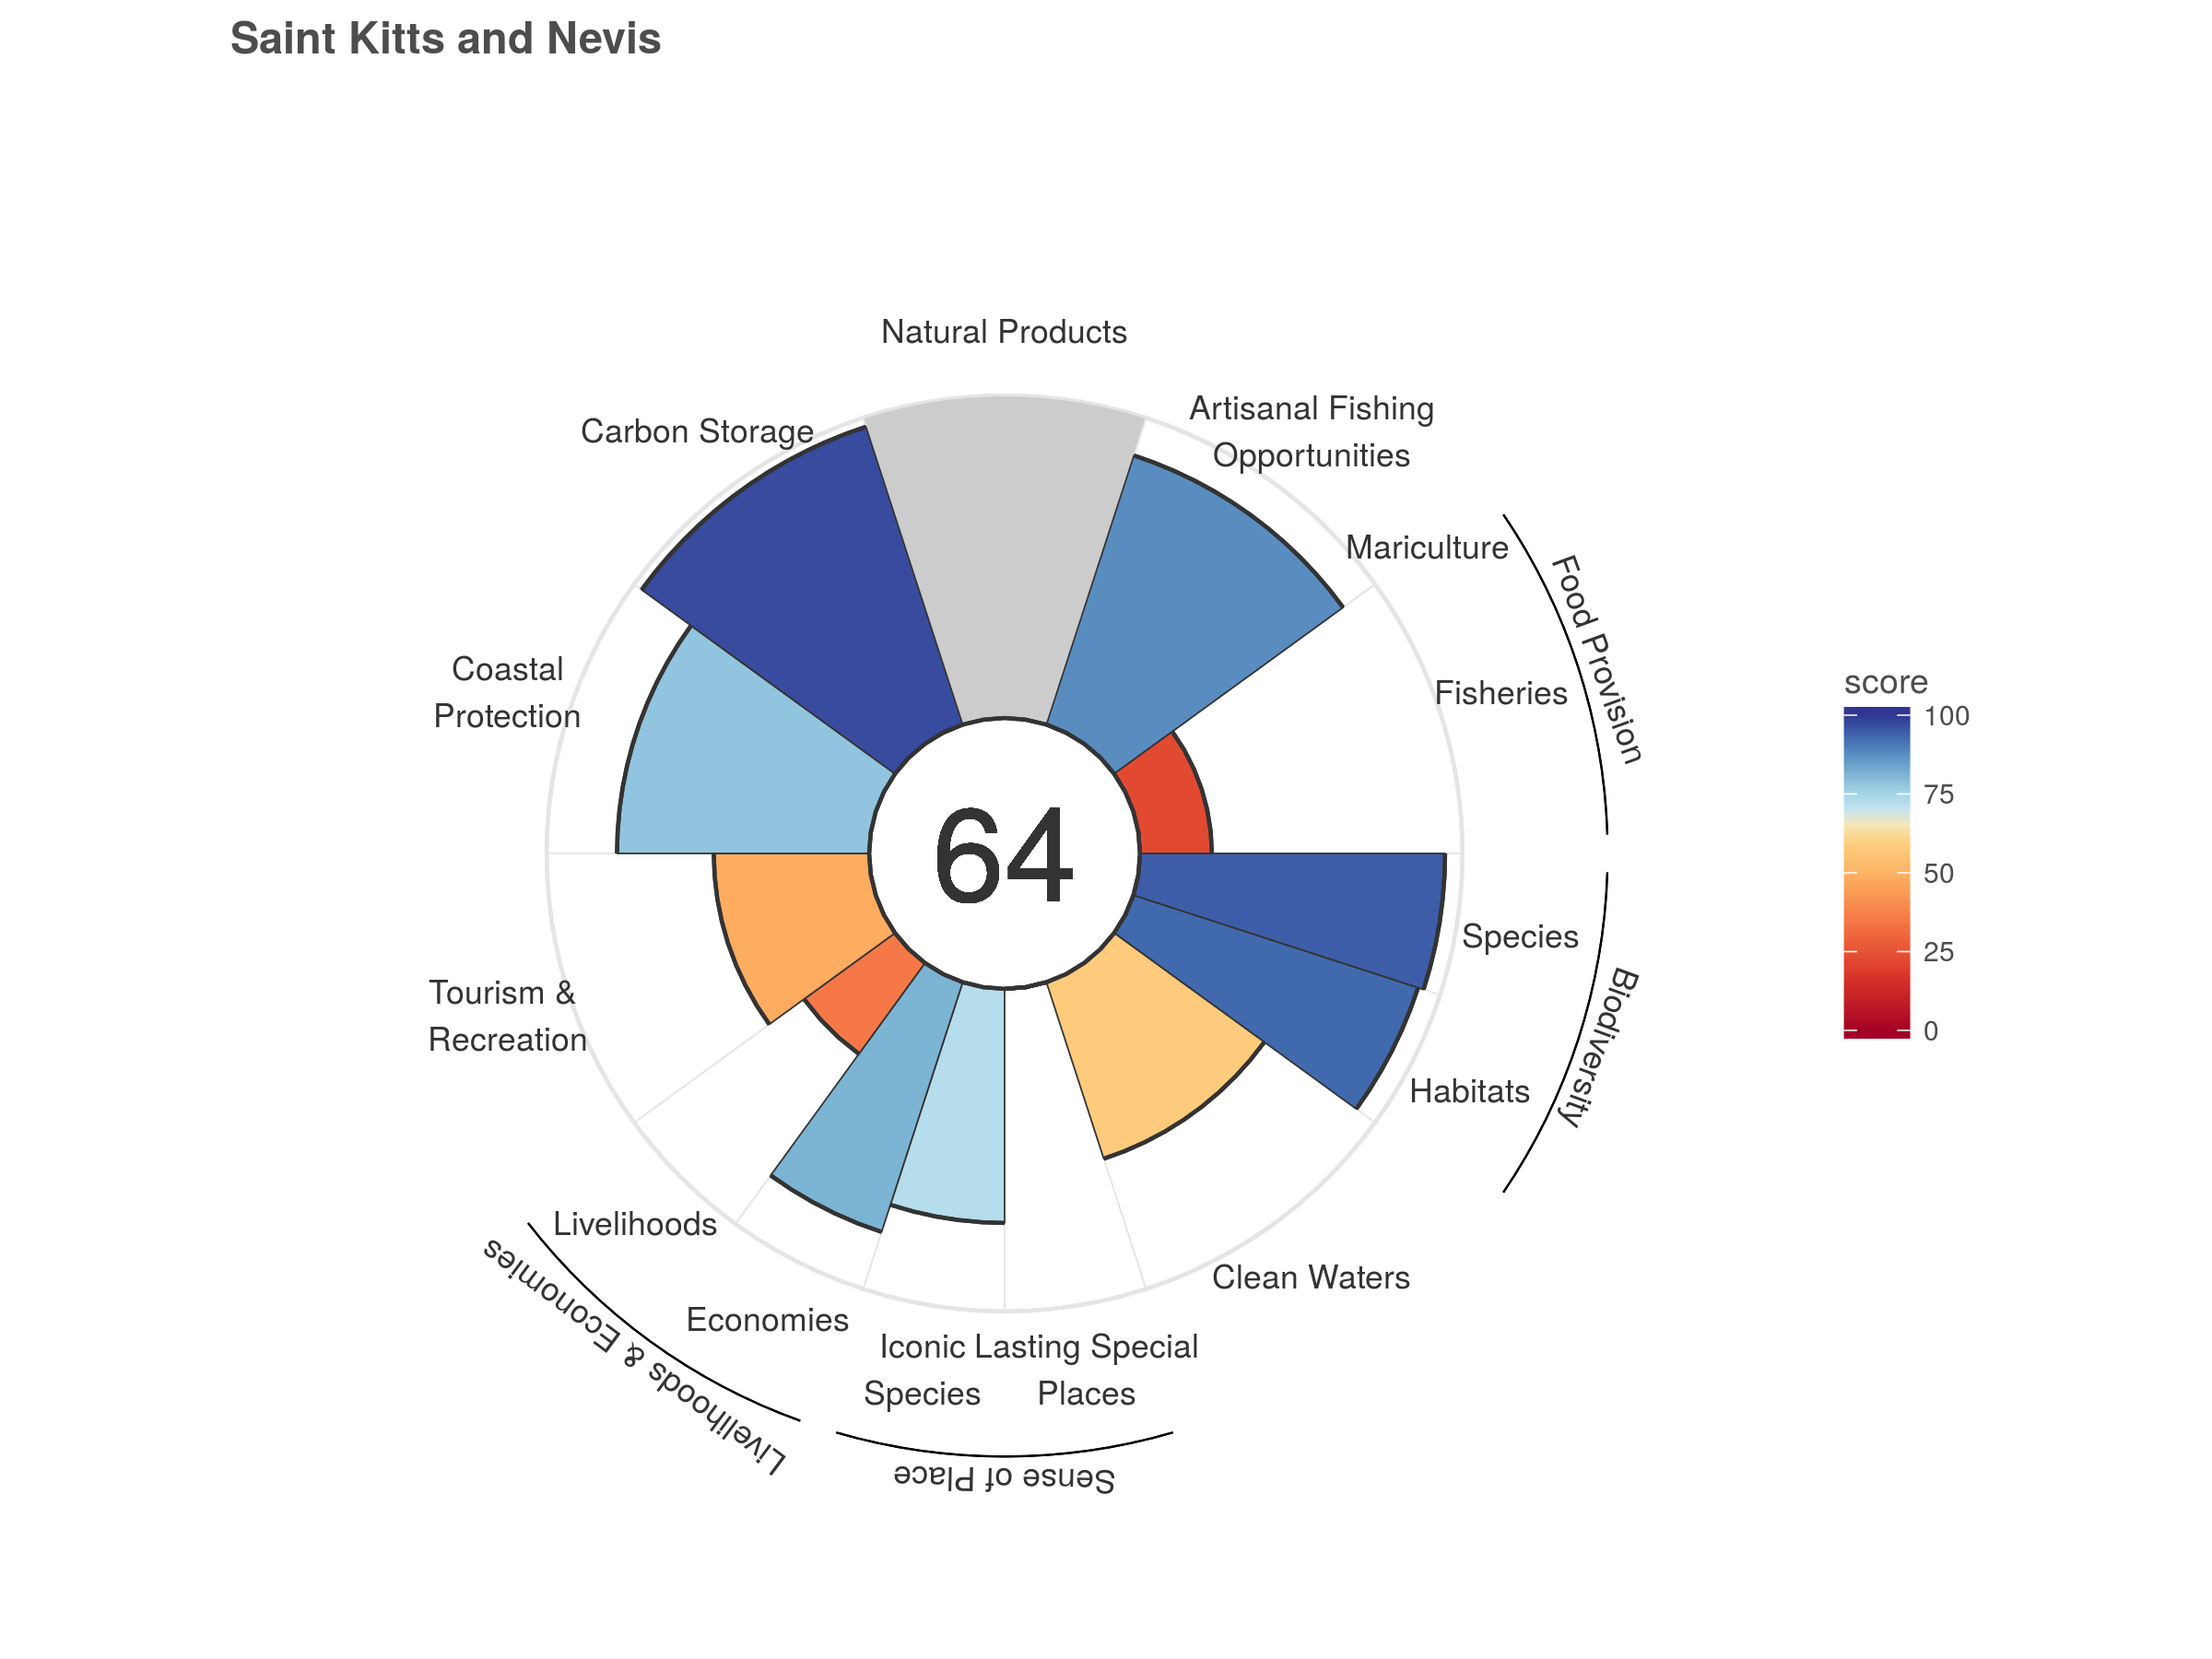 Saint Kitts and Nevis
Natural Products
Artisanal Fishing
Opportunities
Carbon Storage
Mariculture
Food Provision
Fisheries
Coastal
Protection
score
100
75
50
25
0
64
Species
Biodiversity
Habitats
Tourism &
Recreation
Livelihoods
Livelihoods & Economies
Economies
Clean Waters
Iconic
Species
Lasting Special
Places
Sense of Place